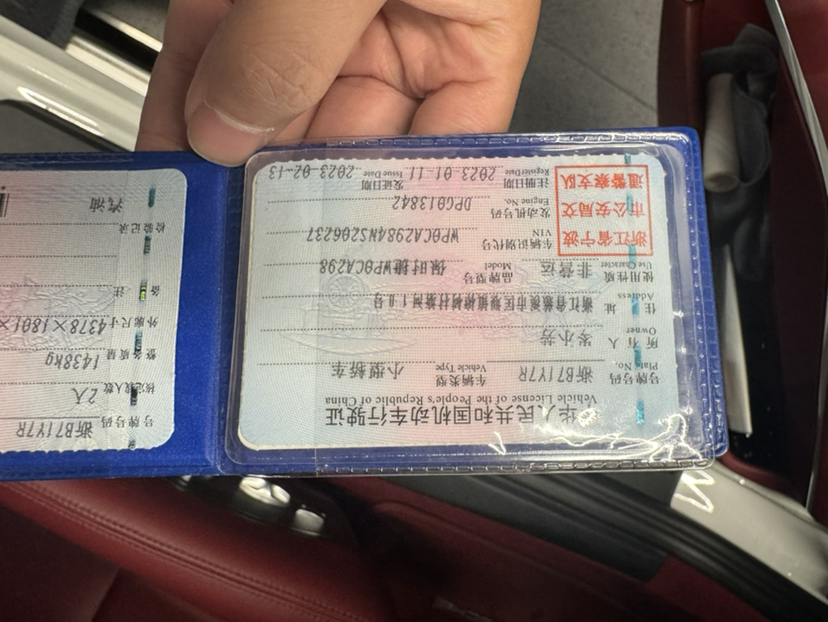 中华人民共和国机动车行驶证
Vehicle License of the People's Republic of China
号牌号码 浙B71Y7R 车辆类型 小型轿车
Plate No. Vehicle Type
所有人
Owner
住址
Address
使用性质 非营运 品牌型号 保时捷WP0CA298
Use Character Model
车辆识别代号 WP0CA2984NS206237
VIN
发动机号码 DPC013842
Engine No.
注册日期 2023-01-11 发证日期 2023-02-13
Register Date Issue Date
浙江省宁波
市公安局交
通警察支队
号牌号码 浙B71Y7R
核定载人数 2人
整备质量 1438kg
外廓尺寸 4378×1801×
备注
检验记录
汽油